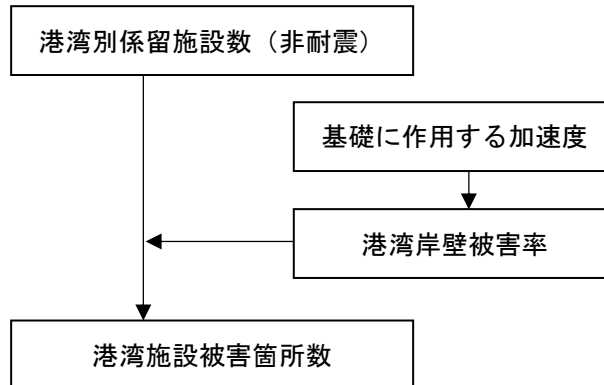 港湾別係留施設数（非耐震）
基礎に作用する加速度
港湾岸壁被害率
港湾施設被害箇所数